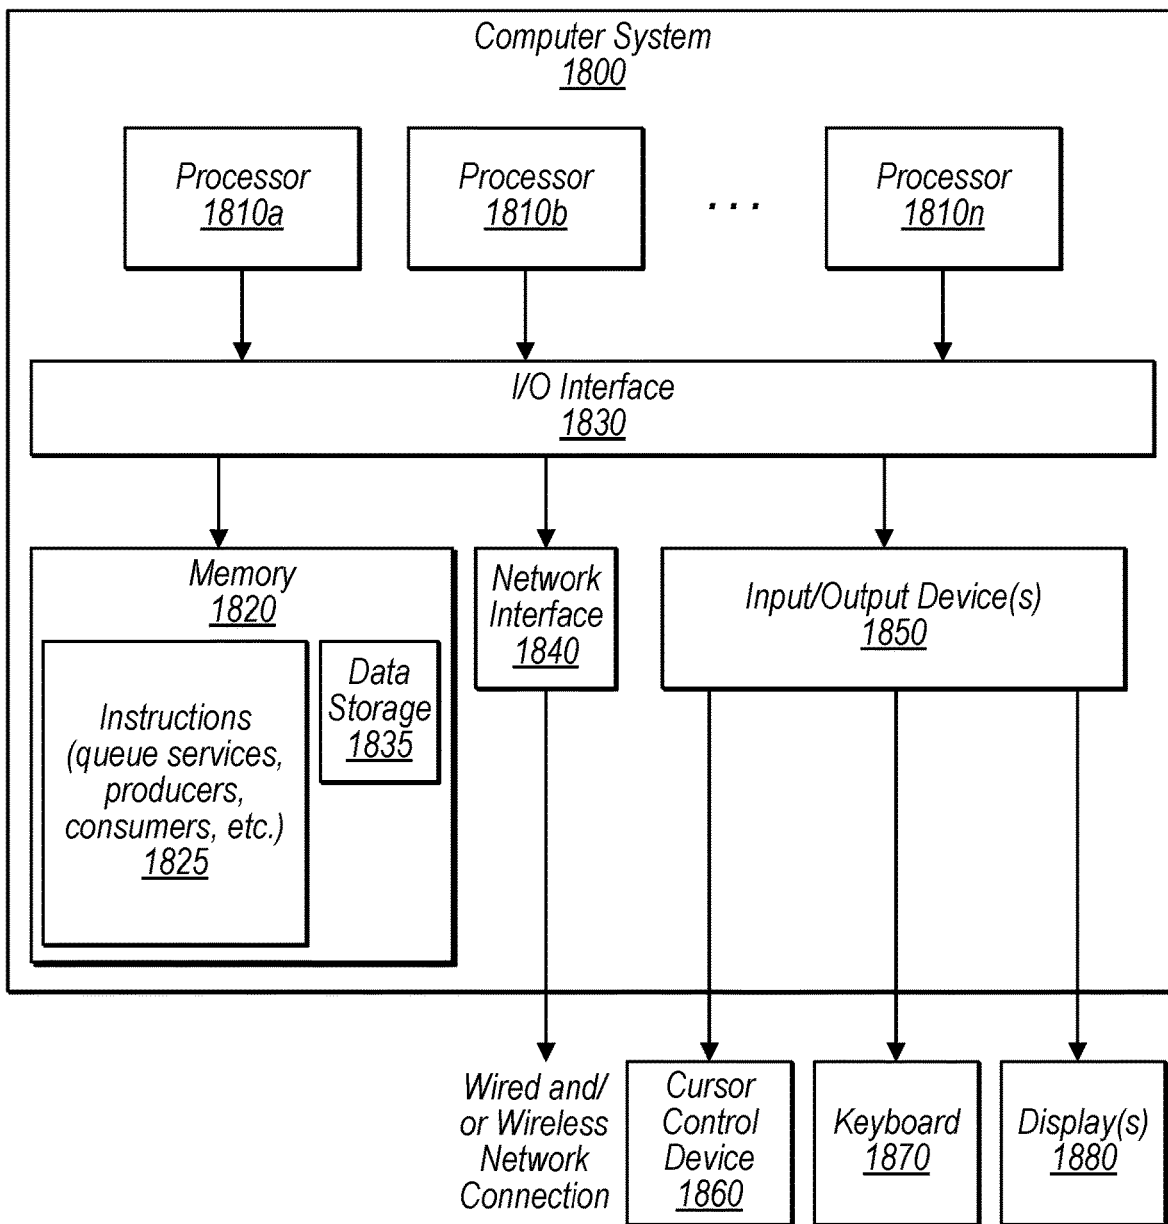 Computer System
1800
Processor
1810a
Processor
1810b
. . .
Processor
1810n
I/O Interface
1830
Memory
1820
Instructions
(queue services,
producers,
consumers, etc.)
1825
Data
Storage
1835
Network
Interface
1840
Input/Output Device(s)
1850
Wired and/
or Wireless
Network
Connection
Cursor
Control
Device
1860
Keyboard
1870
Display(s)
1880